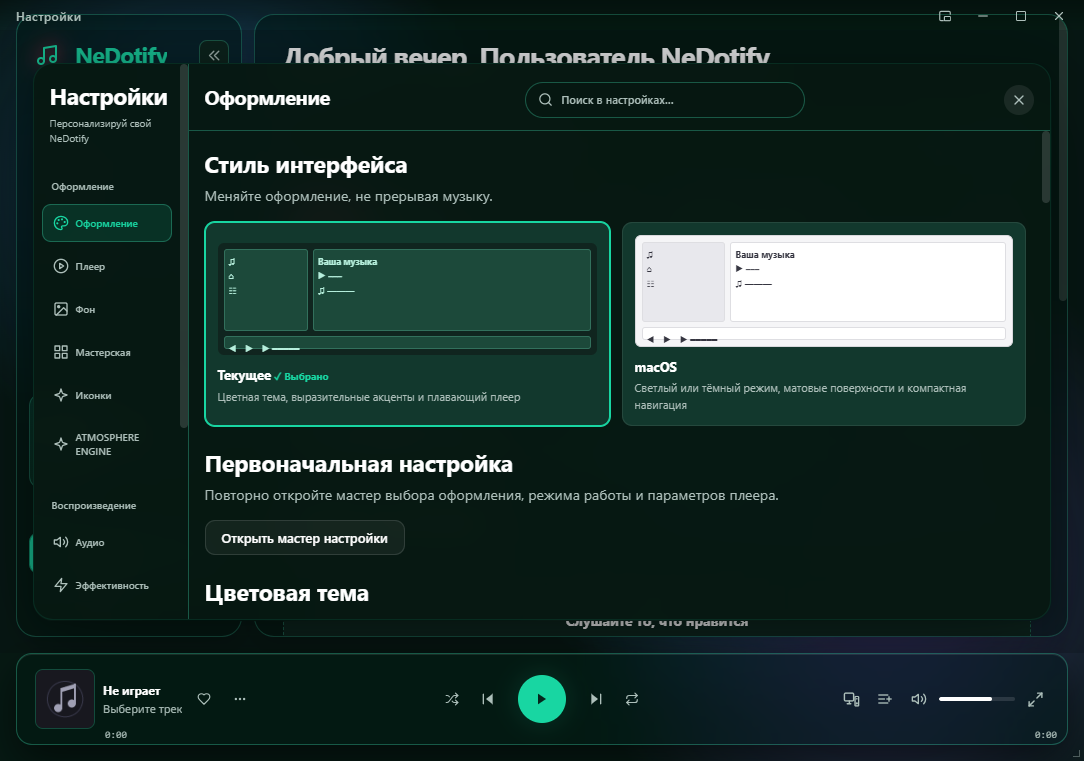 Настройки
NeDotify
Добрый вечер, Пользователь NeDotify
Настройки
Персонализируй свой
NeDotify
Оформление
Оформление
Плеер
Фон
Мастерская
Иконки
ATMOSPHERE
ENGINE
Воспроизведение
Аудио
Эффективность
Оформление
Поиск в настройках...
Стиль интерфейса
Меняйте оформление, не прерывая музыку.
Ваша музыка
Текущее ✓ Выбрано
Цветная тема, выразительные акценты и плавающий плеер
Ваша музыка
macOS
Светлый или тёмный режим, матовые поверхности и компактная
навигация
Первоначальная настройка
Повторно откройте мастер выбора оформления, режима работы и параметров плеера.
Открыть мастер настройки
Цветовая тема
Слушайте то, что нравится
Не играет
Выберите трек
0:00
0:00